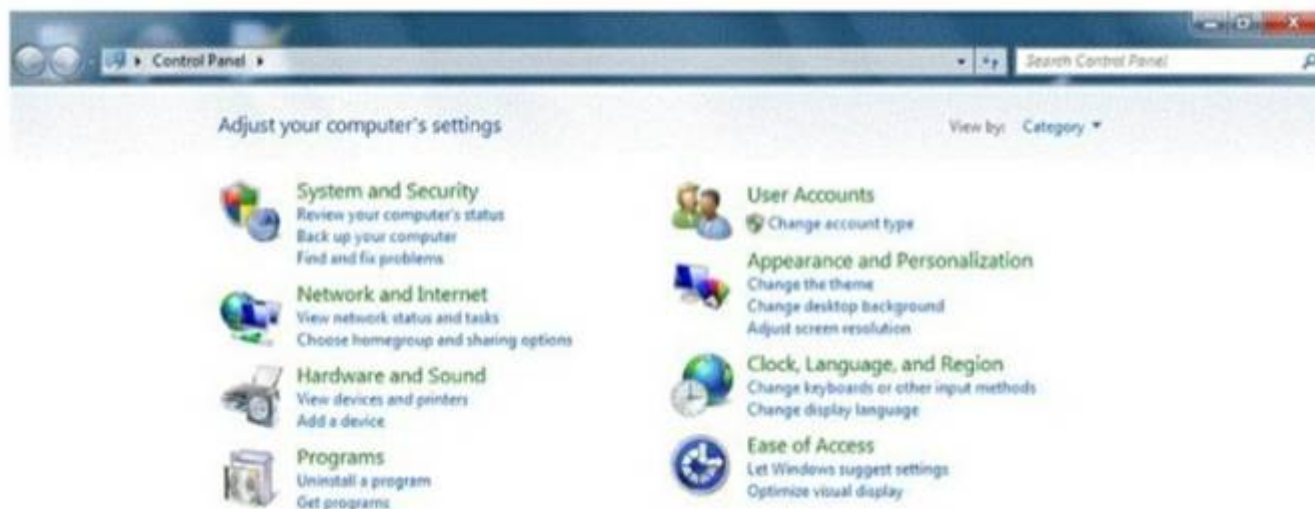 Control Panel
Search Control Panel
Adjust your computer's settings
View by: Category
System and Security
Review your computer's status
Back up your computer
Find and fix problems
Network and Internet
View network status and tasks
Choose homegroup and sharing options
Hardware and Sound
View devices and printers
Add a device
Programs
Uninstall a program
Get programs
User Accounts
Change account type
Appearance and Personalization
Change the theme
Change desktop background
Adjust screen resolution
Clock, Language, and Region
Change keyboards or other input methods
Change display language
Ease of Access
Let Windows suggest settings
Optimize visual display